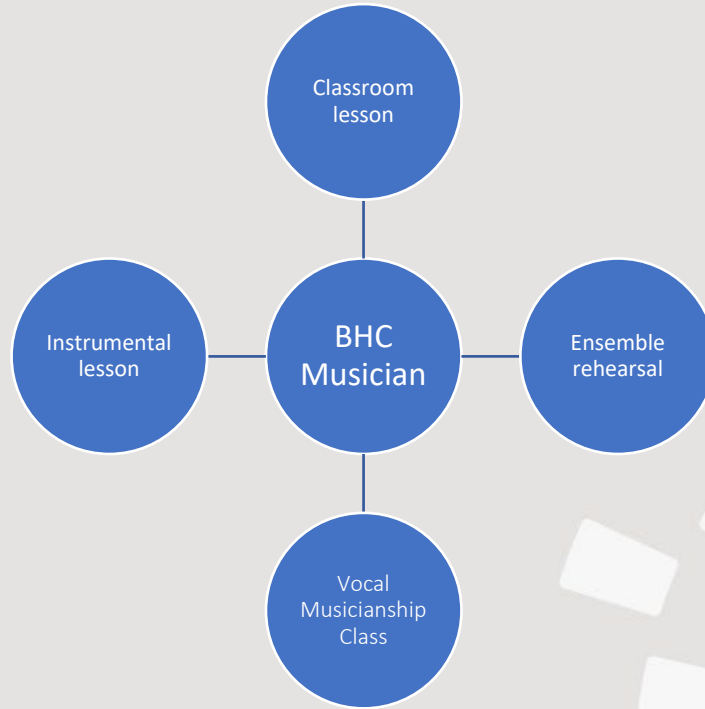 Classroom
lesson
Instrumental
lesson
BHC
Musician
Ensemble
rehearsal
Vocal
Musicianship
Class